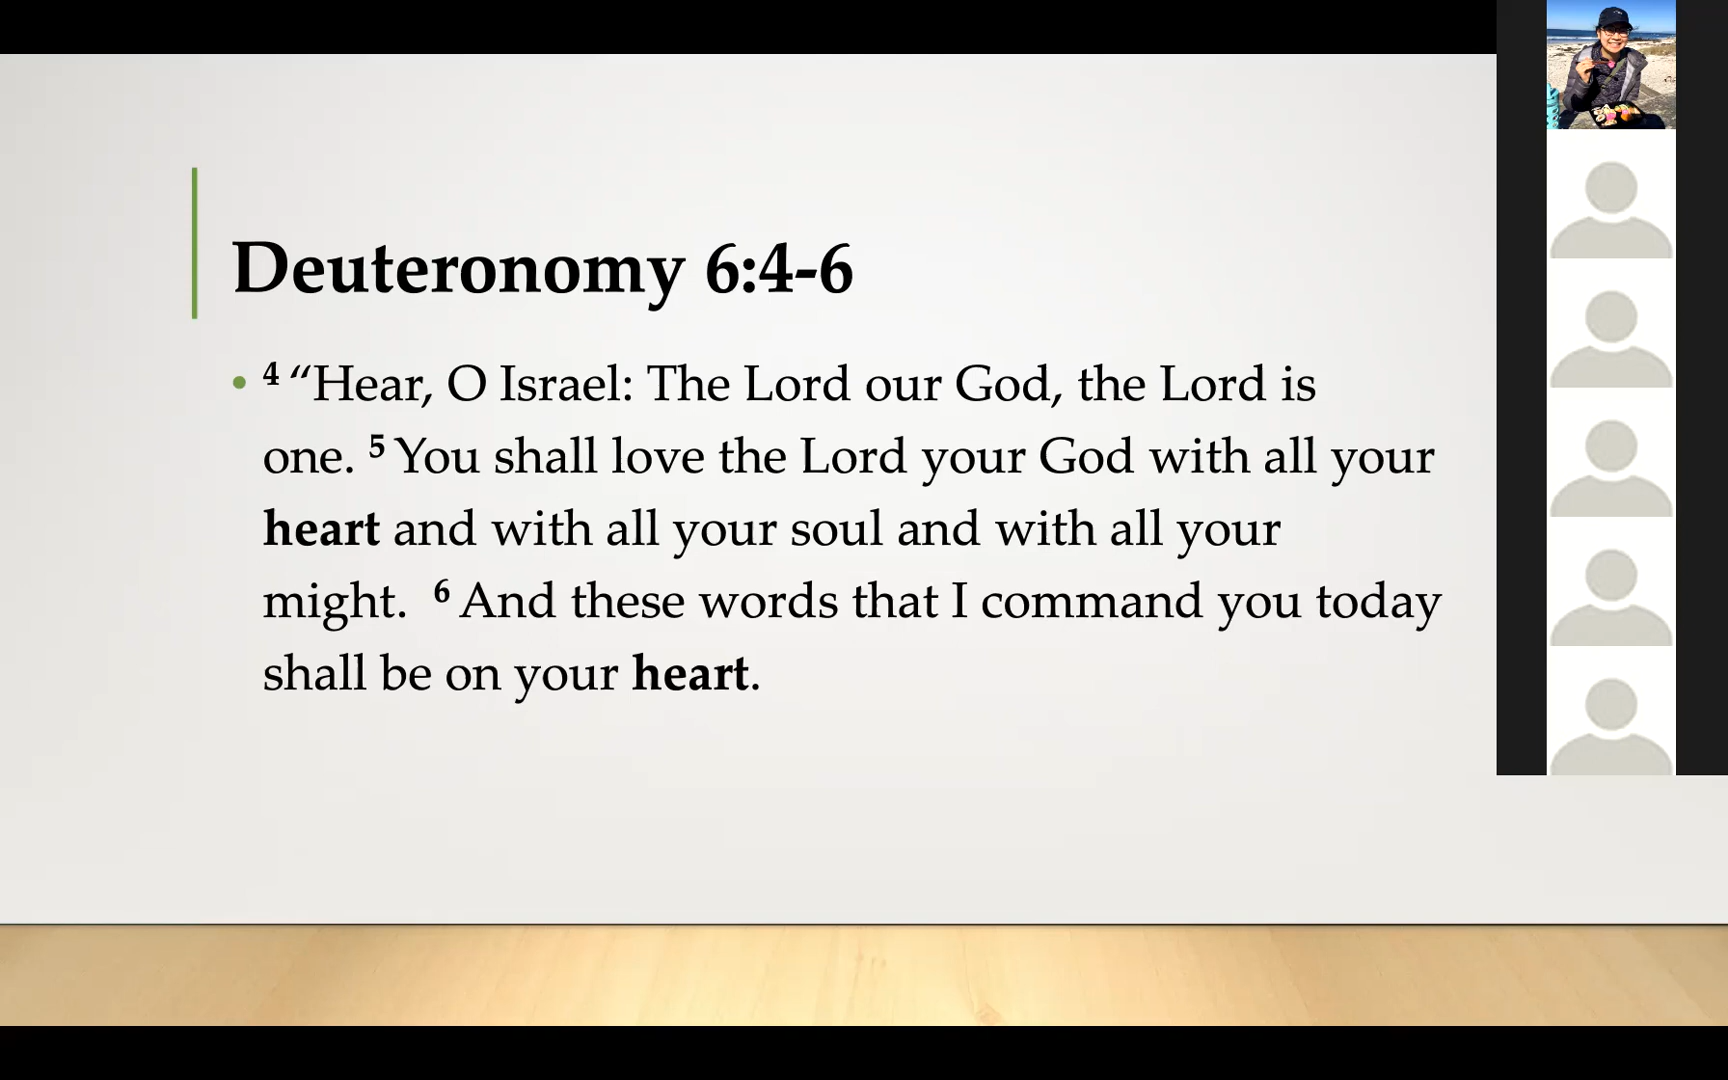 Deuteronomy 6:4-6
• 4 “Hear, O Israel: The Lord our God, the Lord is
one. 5 You shall love the Lord your God with all your
heart and with all your soul and with all your
might.  6 And these words that I command you today
shall be on your heart.